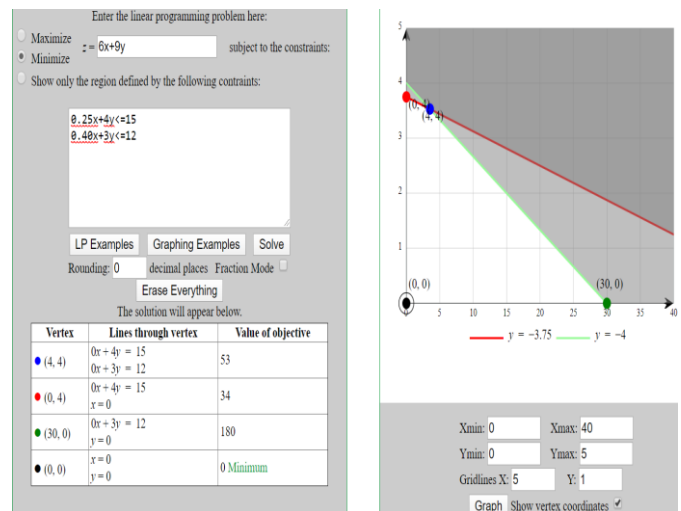 Enter the linear programming problem here:
Maximize
Minimize
z = 6x+9y subject to the constraints:
Show only the region defined by the following contraints:
0.25x+4y<=15
0.40x+3y<=12
LP Examples Graphing Examples Solve
Rounding: 0 decimal places Fraction Mode
Erase Everything
The solution will appear below.
Vertex Lines through vertex Value of objective
(4, 4) 0x + 4y = 15 53
0x + 3y = 12
(0, 4) 0x + 4y = 15 34
x = 0
(30, 0) 0x + 3y = 12 180
y = 0
(0, 0) x = 0 0 Minimum
y = 0
5
4
(0, 4)
(4, 4)
3
2
1
(0, 0) (30, 0)
0 5 10 15 20 25 30 35 40
y = -3.75 y = -4
Xmin: 0 Xmax: 40
Ymin: 0 Ymax: 5
Gridlines X: 5 Y: 1
Graph Show vertex coordinates